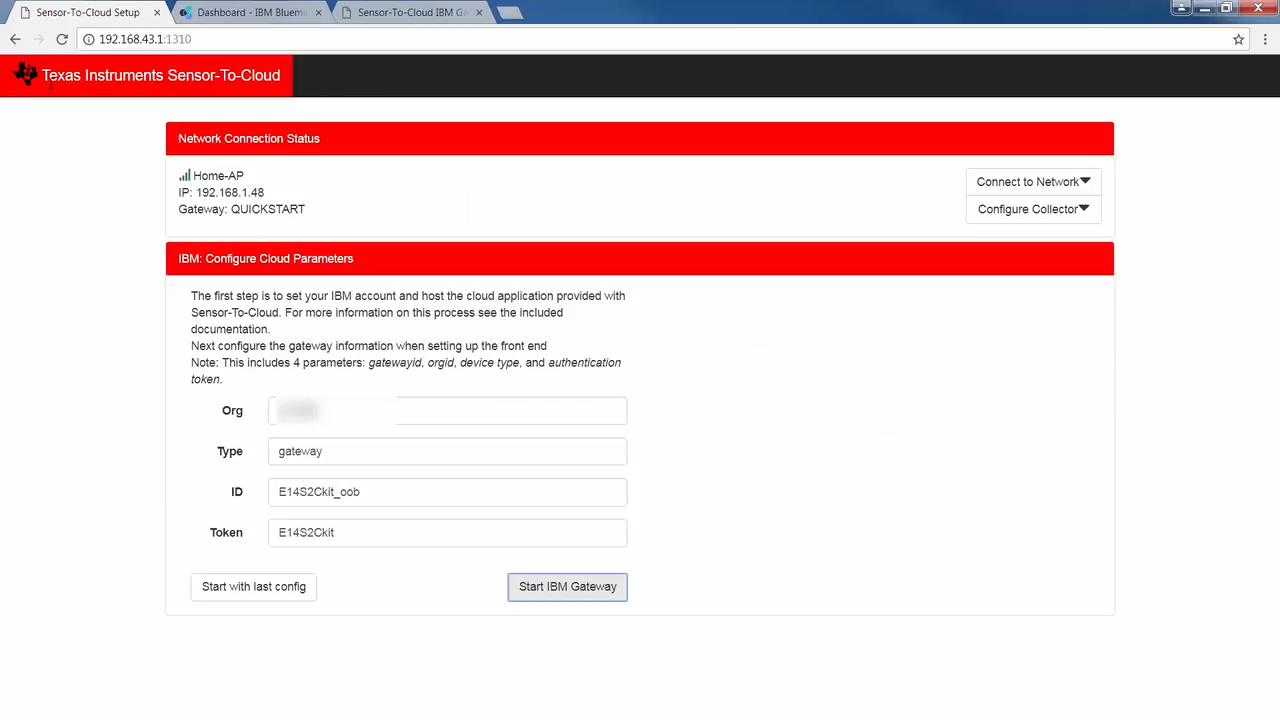 Sensor-To-Cloud Setup
Dashboard - IBM Bluem
Sensor-To-Cloud IBM Ga
192.168.43.1:1310
Texas Instruments Sensor-To-Cloud
Network Connection Status
Home-AP
IP: 192.168.1.48
Gateway: QUICKSTART
Connect to Network
Configure Collector
IBM: Configure Cloud Parameters
The first step is to set your IBM account and host the cloud application provided with
Sensor-To-Cloud. For more information on this process see the included
documentation.
Next configure the gateway information when setting up the front end
Note: This includes 4 parameters: gatewayid, orgid, device type, and authentication
token.
Org
Type gateway
ID E14S2Ckit_oob
Token E14S2Ckit
Start with last config
Start IBM Gateway